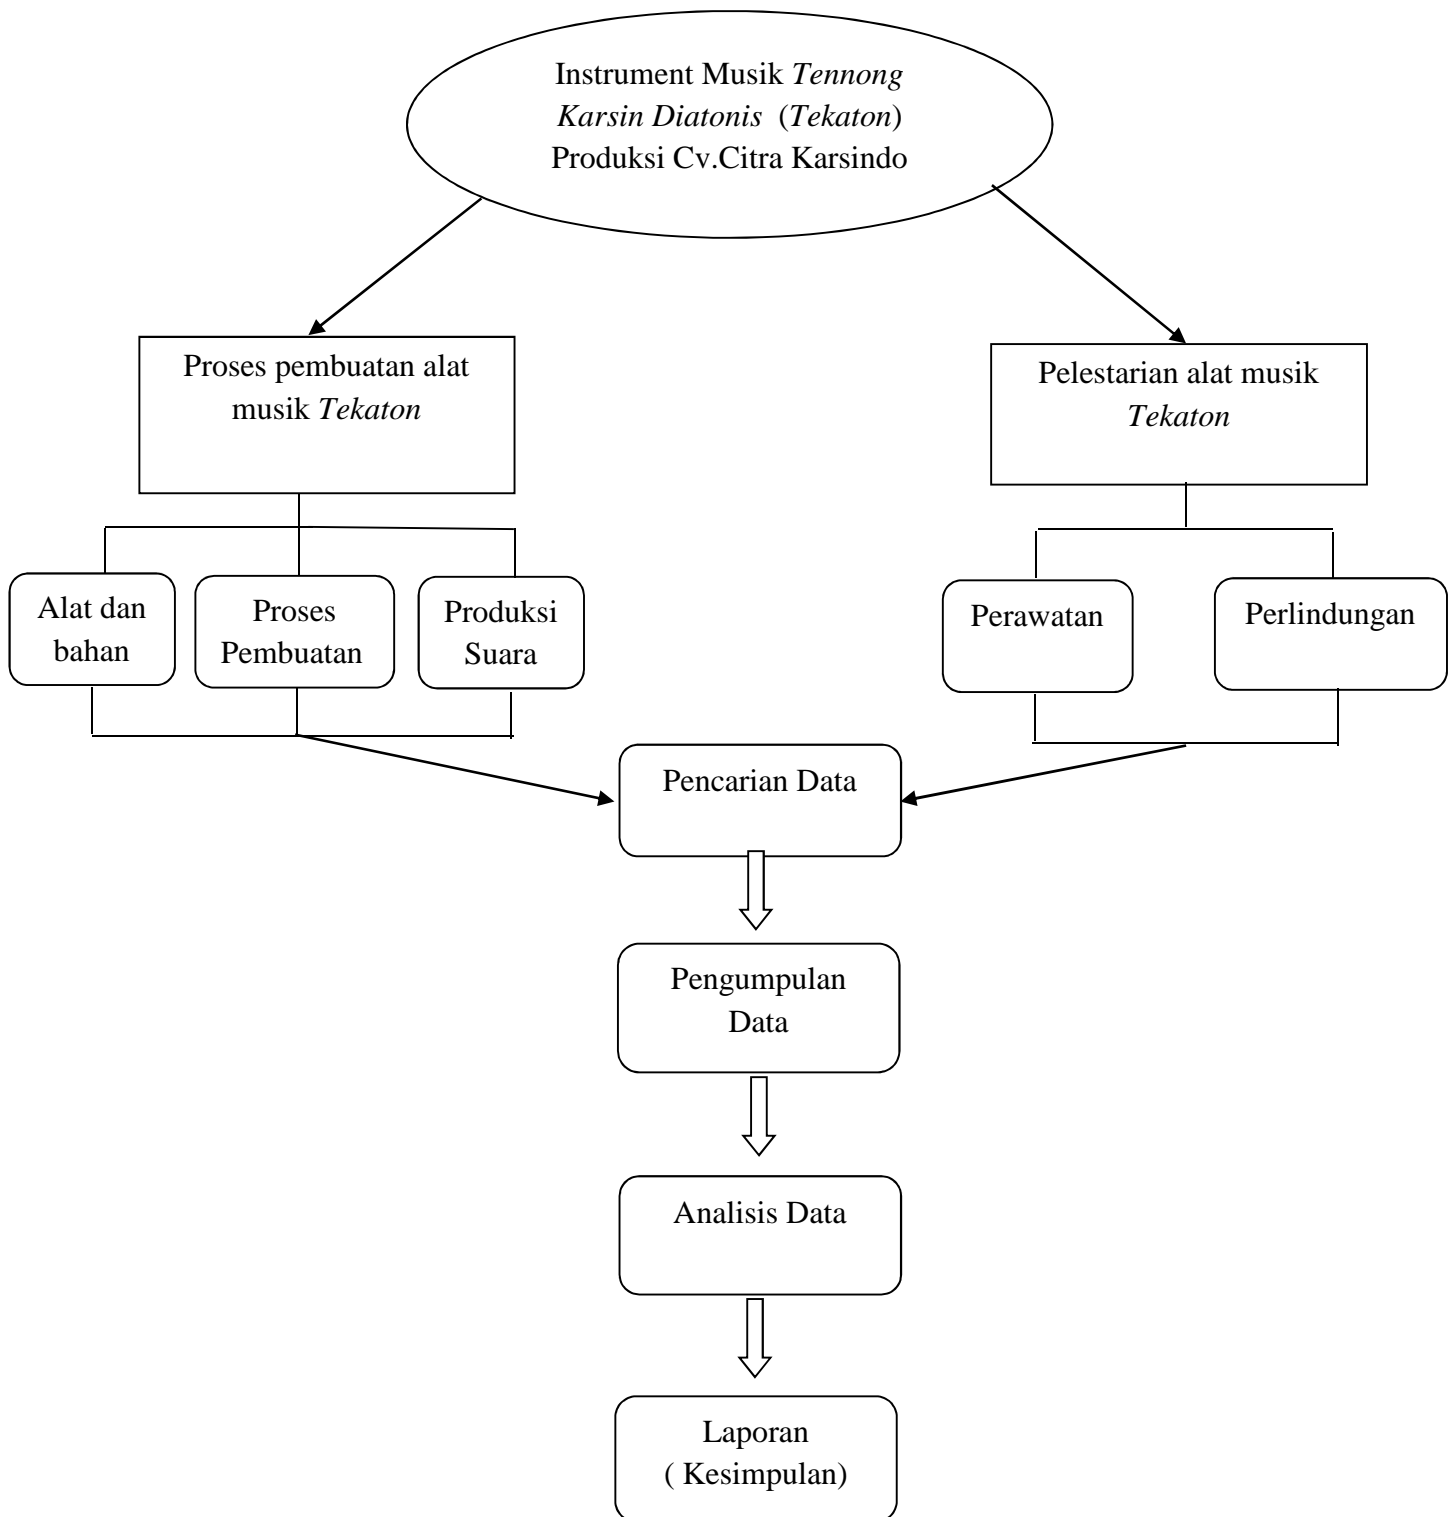 Instrument Musik Tennong
Karsin Diatonis (Tekaton)
Produksi Cv.Citra Karsindo
Proses pembuatan alat
musik Tekaton
Pelestarian alat musik
Tekaton
Alat dan
bahan
Proses
Pembuatan
Produksi
Suara
Perawatan
Perlindungan
Pencarian Data
Pengumpulan
Data
Analisis Data
Laporan
( Kesimpulan)